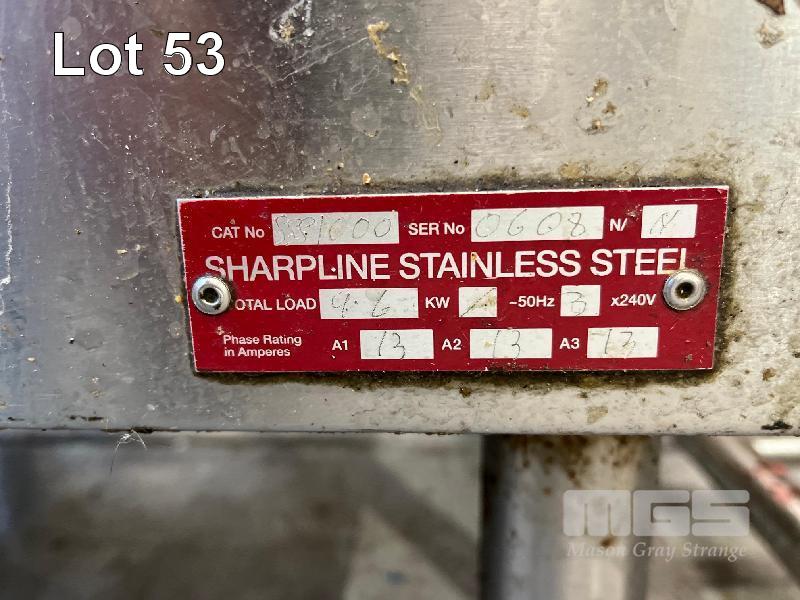 Lot 53
CAT No SER No 0608 N/ N
SHARPLINE STAINLESS STEEL
TOTAL LOAD 9.6 KW ~50Hz 3 x240V
Phase Rating
in Amperes A1 13 A2 13 A3 13
MGS
Mason Gray Strange